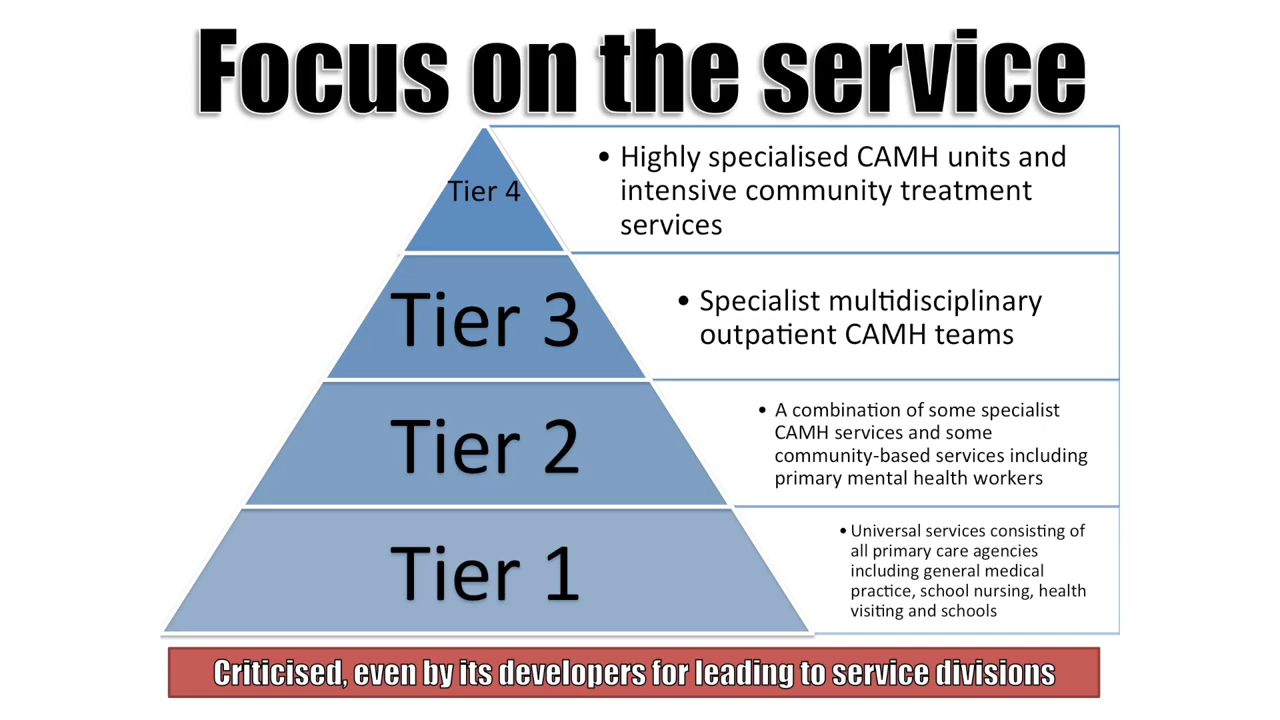 Focus on the service
Tier 4
• Highly specialised CAMH units and
intensive community treatment
services
Tier 3
• Specialist multidisciplinary
outpatient CAMH teams
Tier 2
• A combination of some specialist
CAMH services and some
community-based services including
primary mental health workers
Tier 1
• Universal services consisting of
all primary care agencies
including general medical
practice, school nursing, health
visiting and schools
Criticised, even by its developers for leading to service divisions